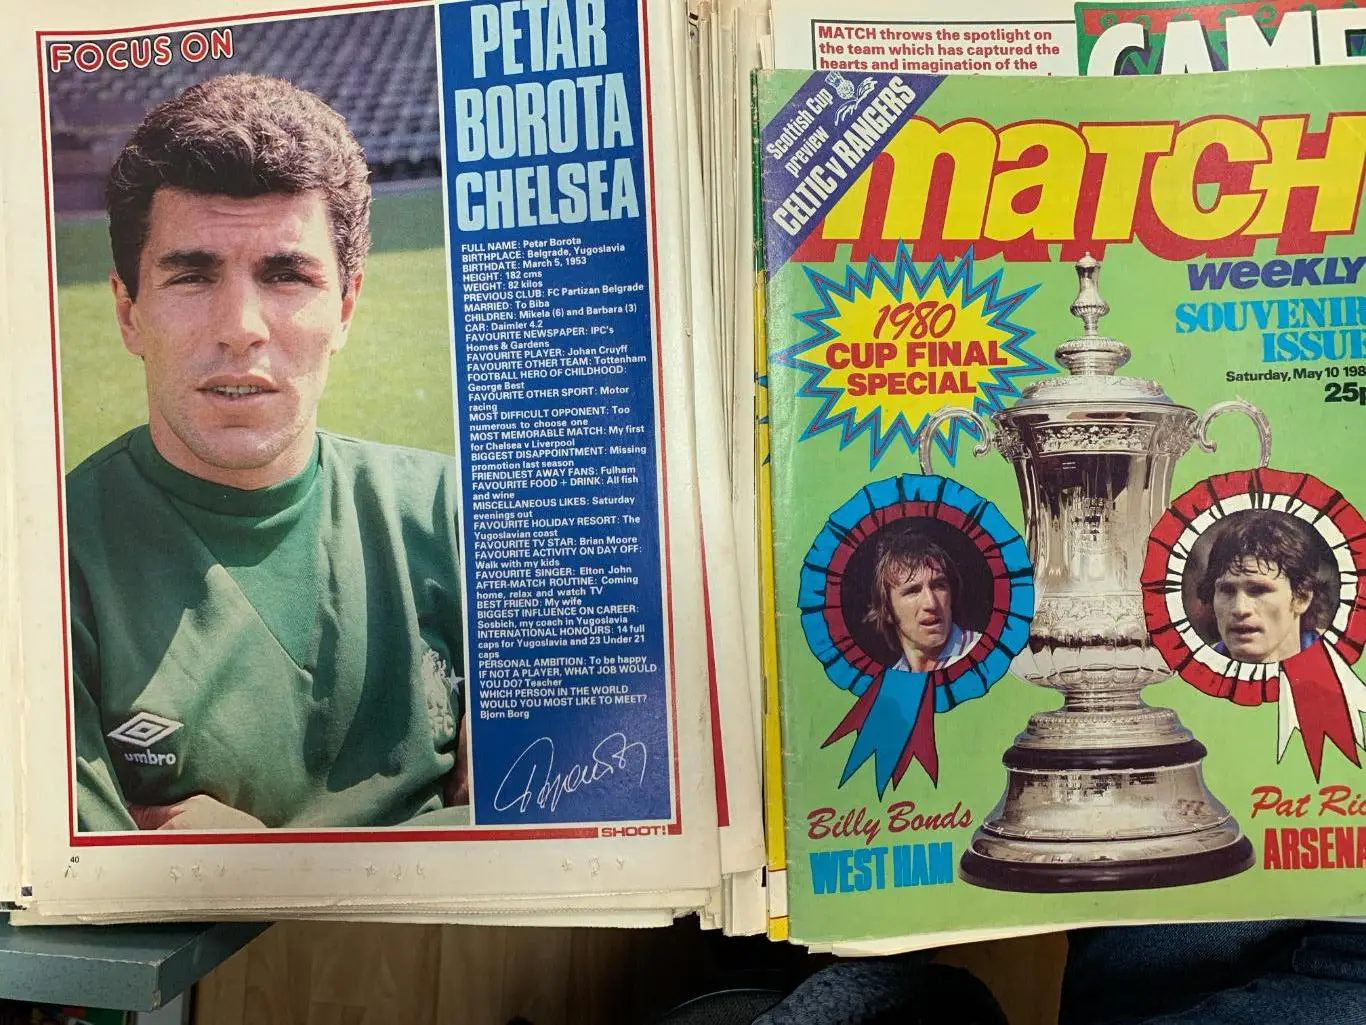 FOCUS ON
PETAR
BOROTA
CHELSEA
FULL NAME: Petar Borota
BIRTHPLACE: Belgrade, Yugoslavia
BIRTHDATE: March 5, 1953
HEIGHT: 182 cms
WEIGHT: 82 kilos
PREVIOUS CLUB: FC Partizan Belgrade
MARRIED: To Biba
CHILDREN: Mikela (6) and Barbara (3)
CAR: Daimler 4.2
FAVOURITE NEWSPAPER: IPC's
Homes & Gardens
FAVOURITE PLAYER: Johan Cruyff
FAVOURITE OTHER TEAM: Tottenham
FOOTBALL HERO OF CHILDHOOD:
George Best
FAVOURITE OTHER SPORT: Motor
racing
MOST DIFFICULT OPPONENT: Too
numerous to choose one
MOST MEMORABLE MATCH: My first
for Chelsea v Liverpool
BIGGEST DISAPPOINTMENT: Missing
promotion last season
FRIENDLIEST AWAY FANS: Fulham
FAVOURITE FOOD + DRINK: All fish
and wine
MISCELLANEOUS LIKES: Saturday
evenings out
FAVOURITE HOLIDAY RESORT: The
Yugoslavian coast
FAVOURITE TV STAR: Brian Moore
FAVOURITE ACTIVITY ON DAY OFF:
Walk with my kids
FAVOURITE SINGER: Elton John
AFTER-MATCH ROUTINE: Coming
home, relax and watch TV
BEST FRIEND: My wife
BIGGEST INFLUENCE ON CAREER:
Sosbich, my coach in Yugoslavia
INTERNATIONAL HONOURS: 14 full
caps for Yugoslavia and 23 Under 21
caps
PERSONAL AMBITION: To be happy
IF NOT A PLAYER, WHAT JOB WOULD
YOU DO? Teacher
WHICH PERSON IN THE WORLD
WOULD YOU MOST LIKE TO MEET?
Bjorn Borg
umbro
SHOOT!
40
MATCH throws the spotlight on
the team which has captured the
hearts and imagination of the
CAME
Scottish Cup
preview
CELTIC v RANGERS
MATCH
WEEKLY
SOUVENIR
ISSUE
Saturday, May 10 198
25p
1980
CUP FINAL
SPECIAL
Billy Bonds
WEST HAM
Pat Ric
ARSENA